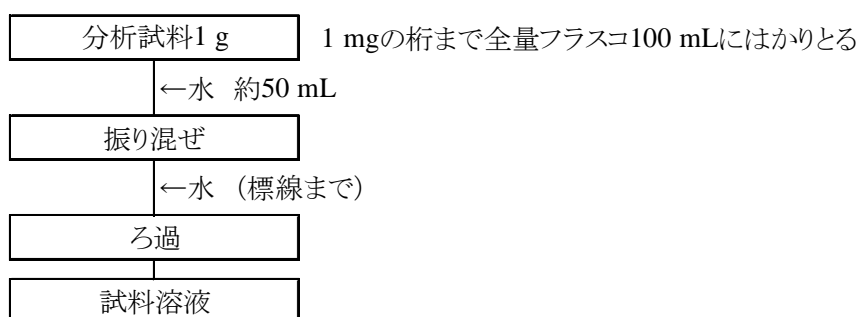 分析試料1 g　1 mgの桁まで全量フラスコ100 mLにはかりとる
←水 約50 mL
振り混ぜ
←水 (標線まで)
ろ過
試料溶液